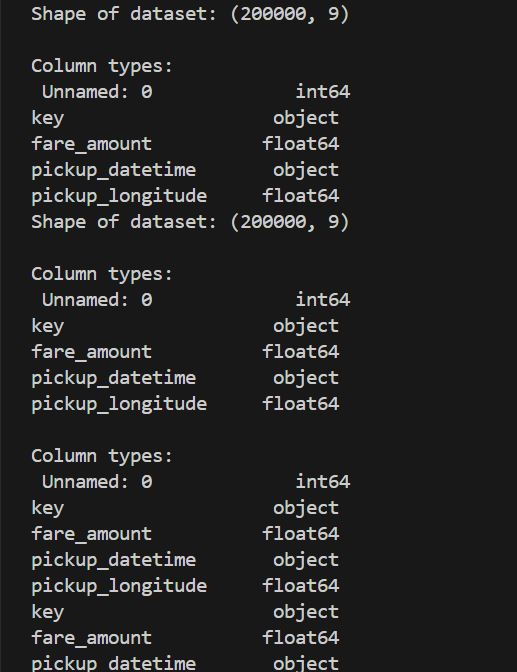 Shape of dataset: (200000, 9)
Column types:
Unnamed: 0 int64
key object
fare_amount float64
pickup_datetime object
pickup_longitude float64
Shape of dataset: (200000, 9)
Column types:
Unnamed: 0 int64
key object
fare_amount float64
pickup_datetime object
pickup_longitude float64
Column types:
Unnamed: 0 int64
key object
fare_amount float64
pickup_datetime object
pickup_longitude float64
key object
fare_amount float64
pickup_datetime object